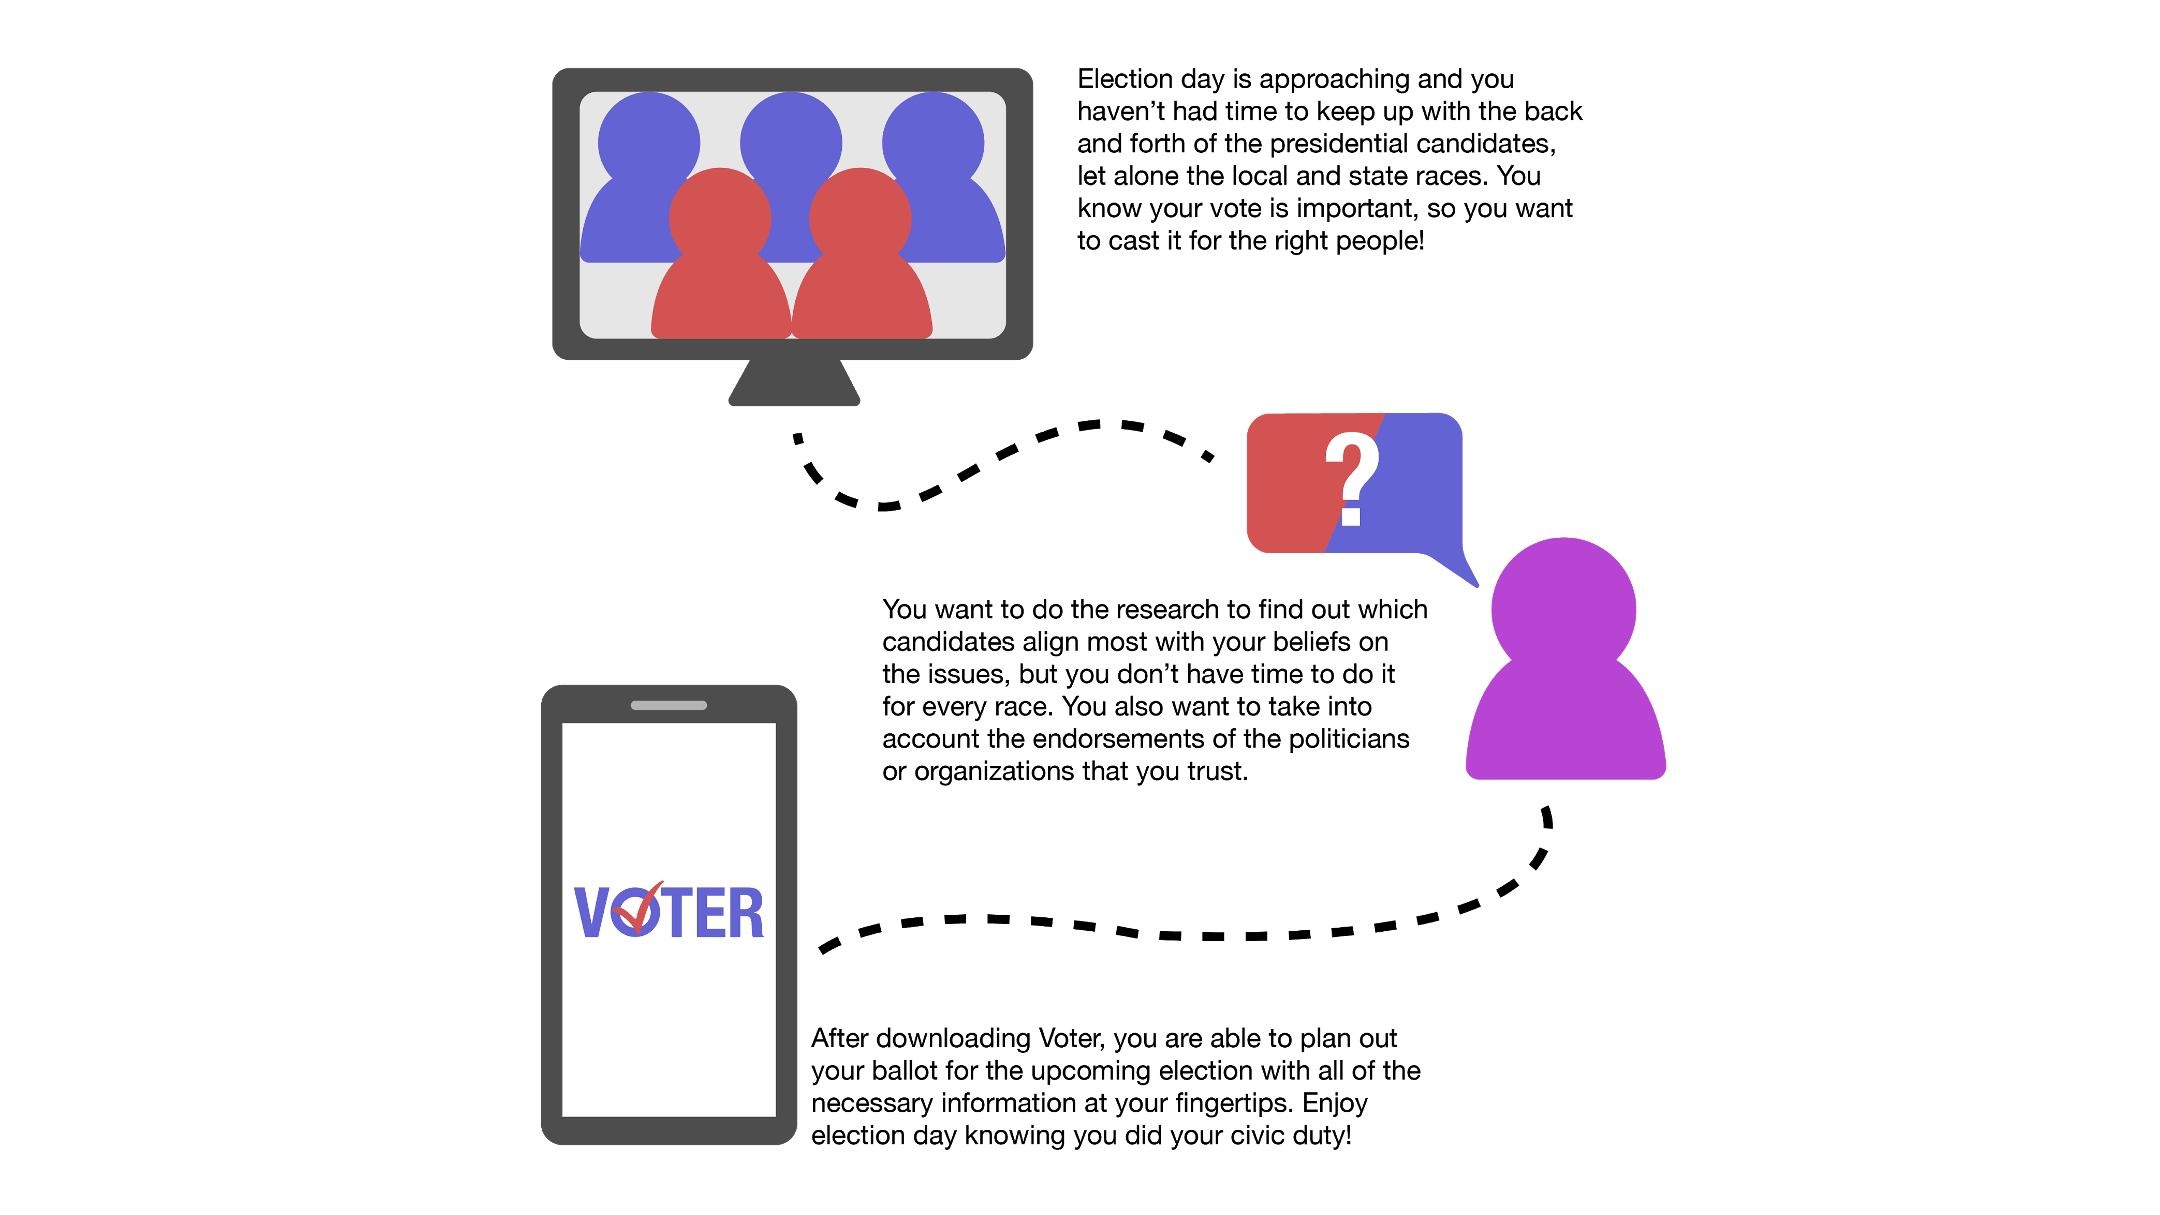 Election day is approaching and you
haven’t had time to keep up with the back
and forth of the presidential candidates,
let alone the local and state races. You
know your vote is important, so you want
to cast it for the right people!
?
You want to do the research to find out which
candidates align most with your beliefs on
the issues, but you don’t have time to do it
for every race. You also want to take into
account the endorsements of the politicians
or organizations that you trust.
VOTER
After downloading Voter, you are able to plan out
your ballot for the upcoming election with all of the
necessary information at your fingertips. Enjoy
election day knowing you did your civic duty!